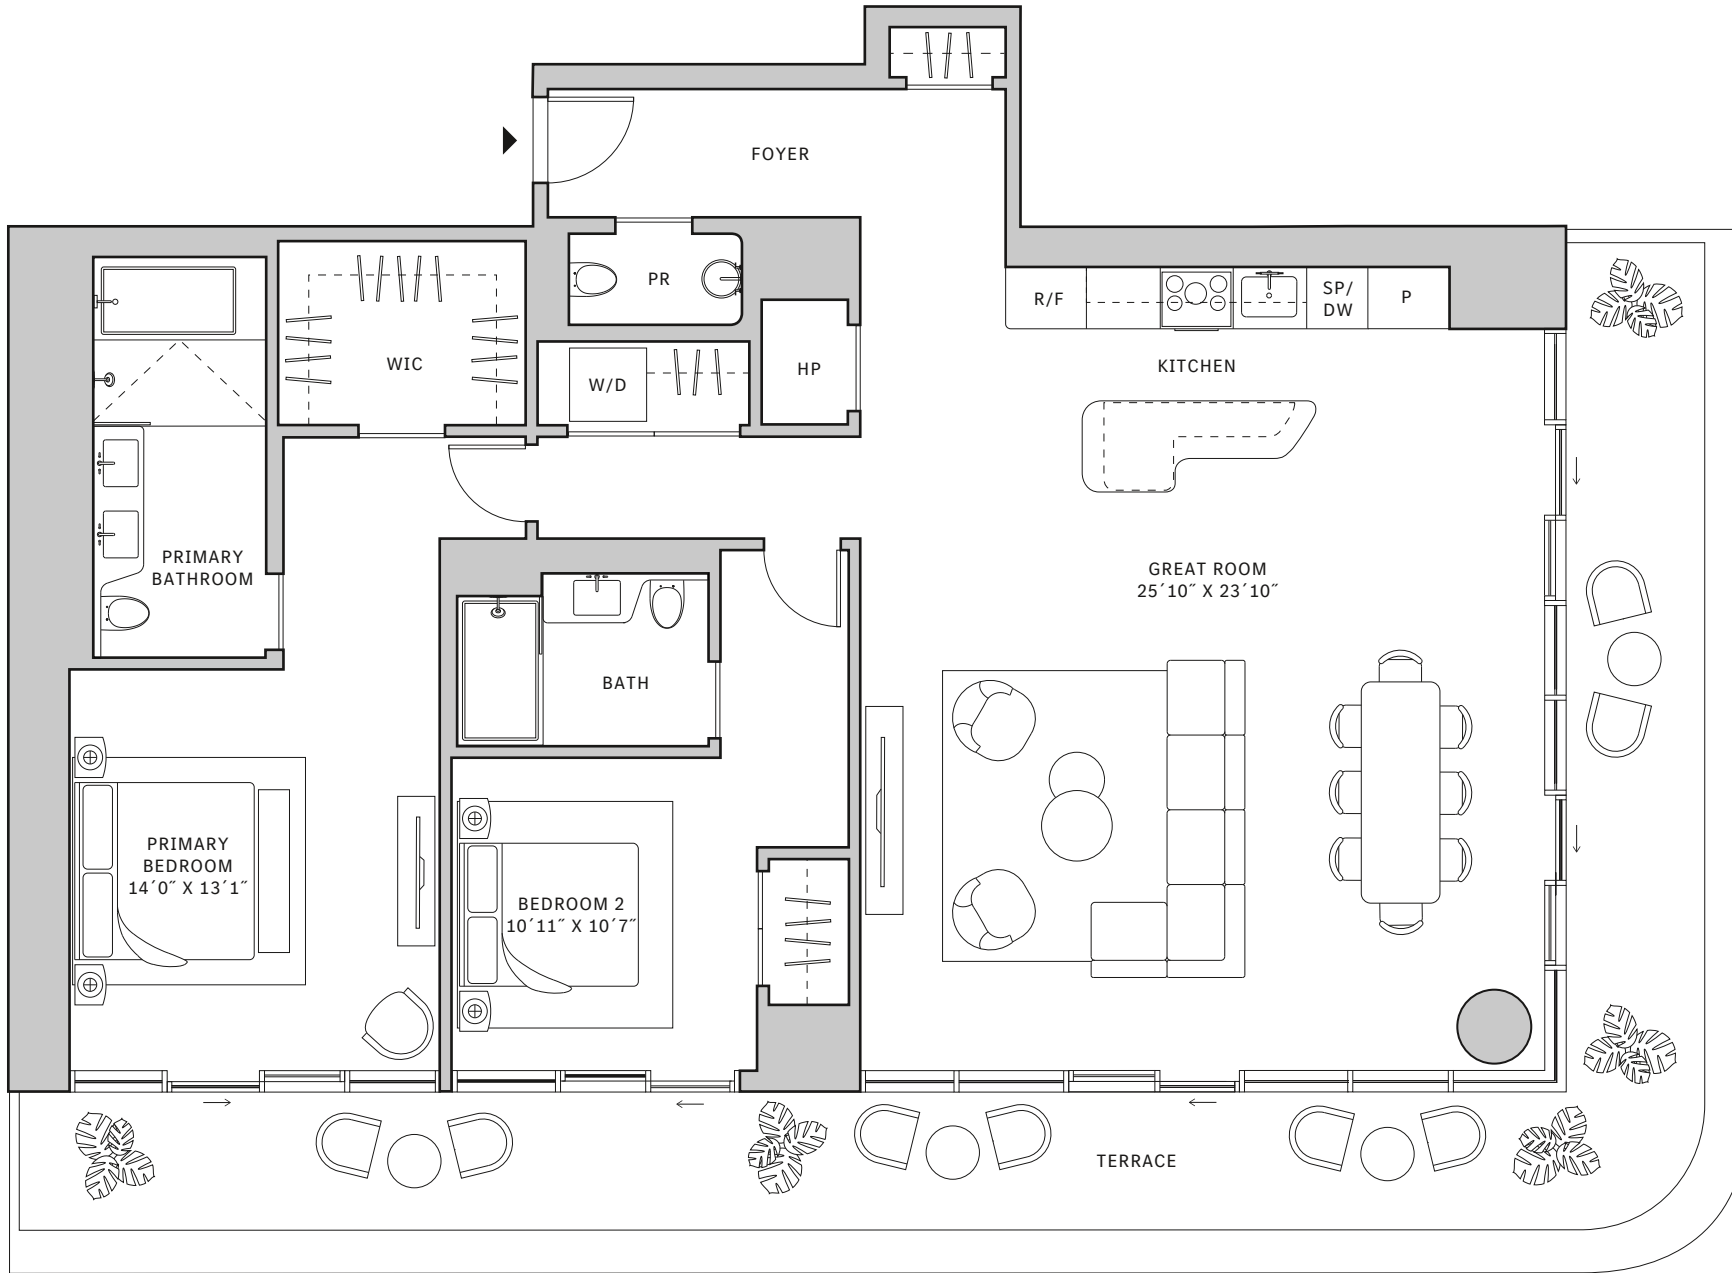 FOYER
PR
R/F
SP/
DW
P
WIC
W/D
HP
KITCHEN
PRIMARY
BATHROOM
GREAT ROOM
25´10˝ X 23´10˝
BATH
PRIMARY
BEDROOM
14´0˝ X 13´1˝
BEDROOM 2
10´11˝ X 10´7˝
TERRACE